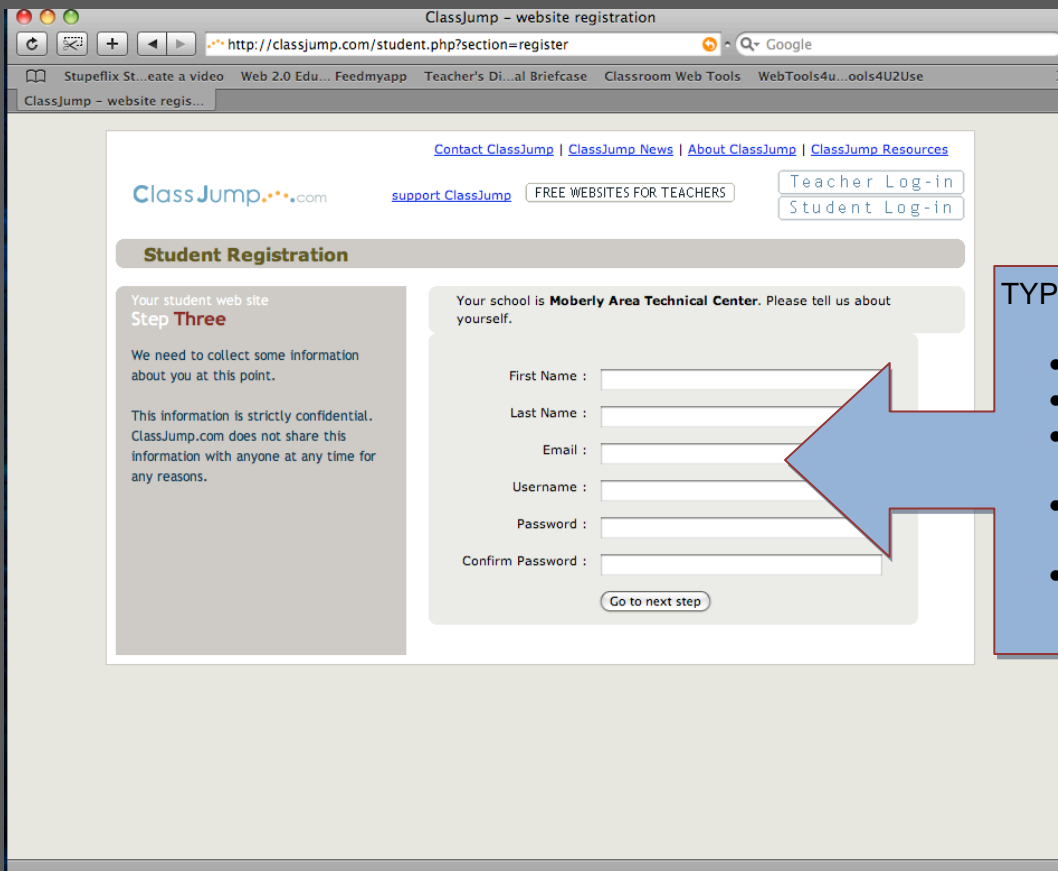 ClassJump – website registration
http://classjump.com/student.php?section=register
Google
Stupeflix St...eate a video Web 2.0 Edu... Feedmyapp Teacher's Di...al Briefcase Classroom Web Tools WebTools4u...ools4U2Use
ClassJump – website regis...
Contact ClassJump | ClassJump News | About ClassJump | ClassJump Resources
ClassJump.com
support ClassJump
FREE WEBSITES FOR TEACHERS
Teacher Log-in
Student Log-in
Student Registration
Your student web site
Step Three
We need to collect some information
about you at this point.
This information is strictly confidential.
ClassJump.com does not share this
information with anyone at any time for
any reasons.
Your school is Moberly Area Technical Center. Please tell us about
yourself.
First Name :
Last Name :
Email :
Username :
Password :
Confirm Password :
Go to next step
TYP